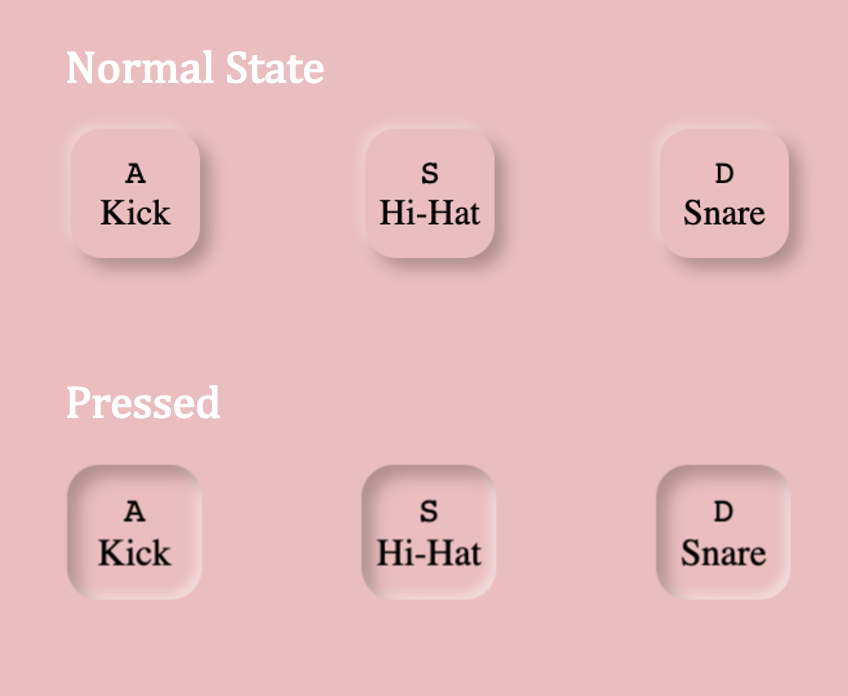 Normal State
A
Kick
S
Hi-Hat
D
Snare
Pressed
A
Kick
S
Hi-Hat
D
Snare